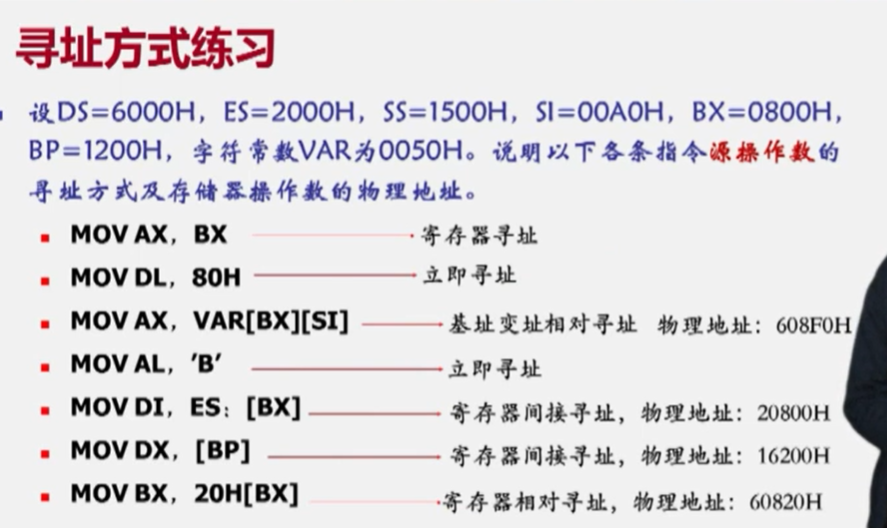 寻址方式练习
设DS=6000H，ES=2000H，SS=1500H，SI=00A0H，BX=0800H，
BP=1200H，字符常数VAR为0050H。说明以下各条指令源操作数的
寻址方式及存储器操作数的物理地址。
MOV AX，BX 寄存器寻址
MOV DL，80H 立即寻址
MOV AX，VAR[BX][SI] 基址变址相对寻址 物理地址：608F0H
MOV AL，'B' 立即寻址
MOV DI，ES：[BX] 寄存器间接寻址，物理地址：20800H
MOV DX，[BP] 寄存器间接寻址，物理地址：16200H
MOV BX，20H[BX] 寄存器相对寻址，物理地址：60820H